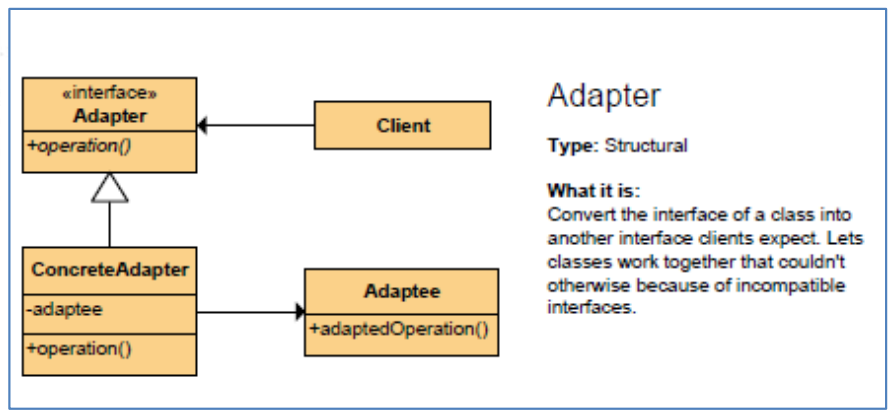 «interface»
Adapter
+operation()
Client
ConcreteAdapter
-adaptee
+operation()
Adaptee
+adaptedOperation()
Adapter
Type: Structural
What it is:
Convert the interface of a class into
another interface clients expect. Lets
classes work together that couldn't
otherwise because of incompatible
interfaces.